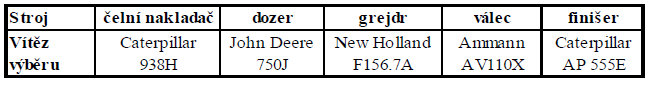 Stroj čelní nakladač dozer grejdr válec finišer
Vítěz Caterpillar John Deere New Holland Ammann Caterpillar
výběru 938H 750J F156.7A AV110X AP 555E